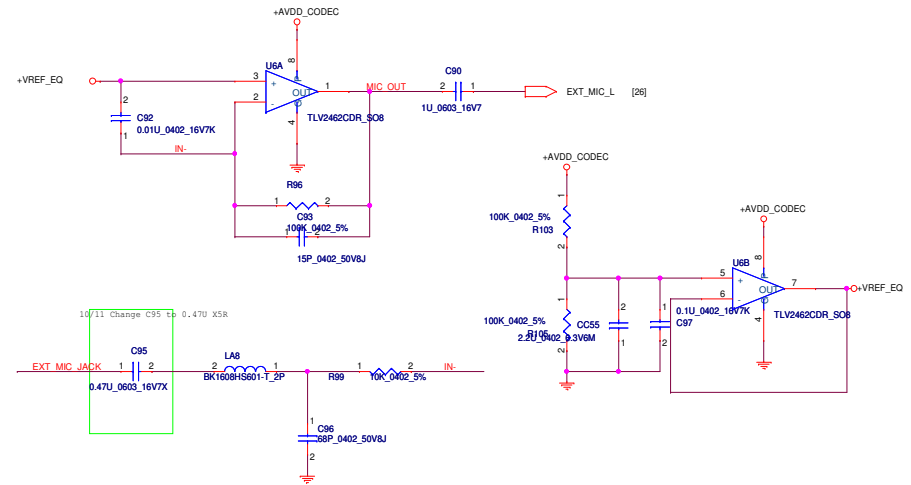 +AVDD_CODEC
+VREF_EQ
U6A
8
3
+
P
2
-
OUT
G
1
MIC_OUT
4
TLV2462CDR_SO8
C90
2
1
1U_0603_16V7
EXT_MIC_L
[26]
2
C92
0.01U_0402_16V7K
1
IN-
R96
1
2
C93
100K_0402_5%
1
2
15P_0402_50V8J
+AVDD_CODEC
1
100K_0402_5%
R103
2
1
100K_0402_5%
R105
2
2
CC55
2.2U_0402_6.3V6M
1
1
0.1U_0402_16V7K
C97
2
+AVDD_CODEC
U6B
8
5
+
P
6
-
OUT
G
7
+VREF_EQ
4
TLV2462CDR_SO8
10/11 Change C95 to 0.47U X5R
EXT_MIC_JACK
1
C95
2
0.47U_0603_16V7X
LA8
2
1
BK1608HS601-T_2P
R99
1
2
10K_0402_5%
IN-
1
C96
68P_0402_50V8J
2